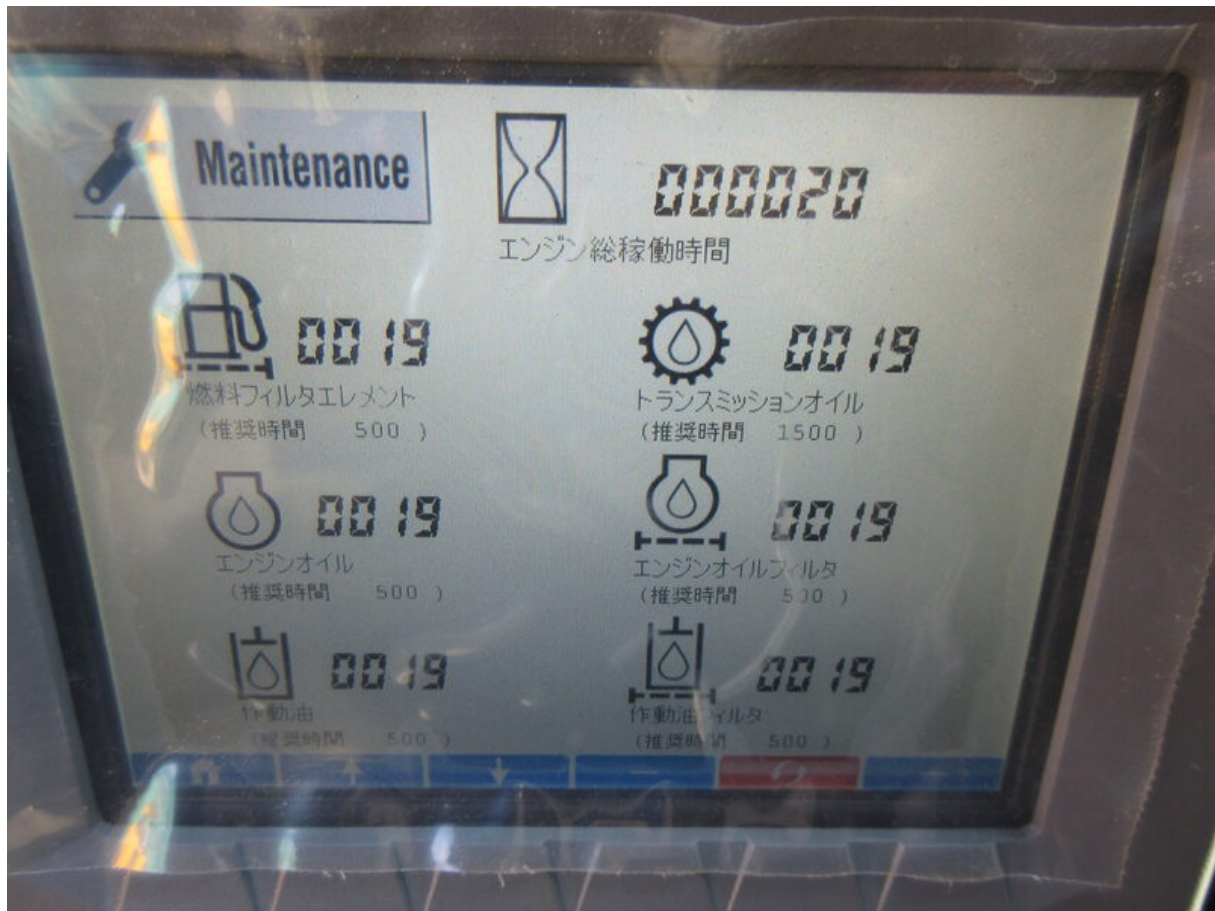 Maintenance
000020
エンジン総稼働時間
0019
燃料フィルタエレメント
(推奨時間 500 )
0019
トランスミッションオイル
(推奨時間 1500 )
0019
エンジンオイル
(推奨時間 500 )
0019
エンジンオイルフィルタ
(推奨時間 500 )
0019
作動油
(推奨時間 500 )
0019
作動油フィルタ
(推奨時間 500 )